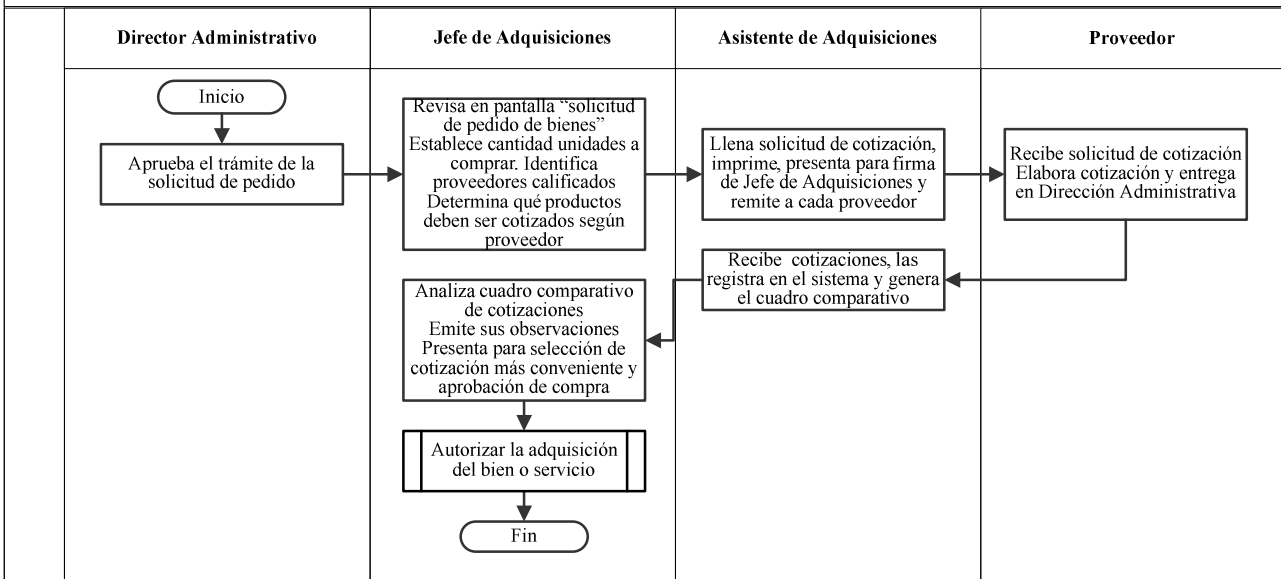 Director Administrativo
Jefe de Adquisiciones
Asistente de Adquisiciones
Proveedor
Inicio
Aprueba el trámite de la
solicitud de pedido
Revisa en pantalla “solicitud
de pedido de bienes”
Establece cantidad unidades a
comprar. Identifica
proveedores calificados
Determina qué productos
deben ser cotizados según
proveedor
Llena solicitud de cotización,
imprime, presenta para firma
de Jefe de Adquisiciones y
remite a cada proveedor
Recibe solicitud de cotización
Elabora cotización y entrega
en Dirección Administrativa
Recibe cotizaciones, las
registra en el sistema y genera
el cuadro comparativo
Analiza cuadro comparativo
de cotizaciones
Emite sus observaciones
Presenta para selección de
cotización más conveniente y
aprobación de compra
Autorizar la adquisición
del bien o servicio
Fin